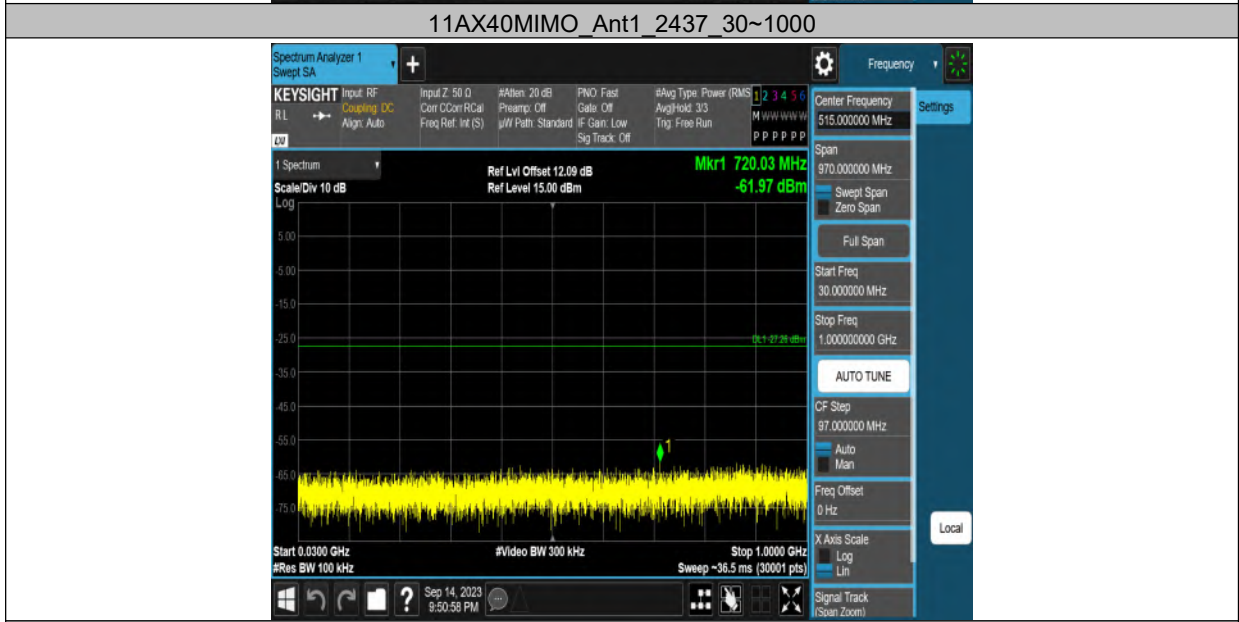 11AX40MIMO_Ant1_2437_30~1000
Spectrum Analyzer 1
Swept SA
+
Frequency
KEYSIGHT
RL
LXI
Input: RF
Coupling: DC
Align: Auto
Input Z: 50 Ω
Corr CCorr RCal
Freq Ref: Int (S)
#Atten: 20 dB
Preamp: Off
µW Path: Standard
PNO: Fast
Gate: Off
IF Gain: Low
Sig Track: Off
#Avg Type: Power (RMS
Avg|Hold: 3/3
Trig: Free Run
1 2 3 4 5 6
M W W W W W
P P P P P P
Center Frequency
515.000000 MHz
Settings
1 Spectrum
Scale/Div 10 dB
Log
Ref Lvl Offset 12.09 dB
Ref Level 15.00 dBm
Mkr1 720.03 MHz
-61.97 dBm
5.00
-5.00
-15.0
-25.0
-35.0
-45.0
-55.0
-65.0
-75.0
DL1 -27.26 dBm
1
Start 0.0300 GHz
#Res BW 100 kHz
#Video BW 300 kHz
Stop 1.0000 GHz
Sweep ~36.5 ms (30001 pts)
Span
970.000000 MHz
Swept Span
Zero Span
Full Span
Start Freq
30.000000 MHz
Stop Freq
1.000000000 GHz
AUTO TUNE
CF Step
97.000000 MHz
Auto
Man
Freq Offset
0 Hz
X Axis Scale
Log
Lin
Signal Track
(Span Zoom)
Local
?
Sep 14, 2023
9:50:58 PM